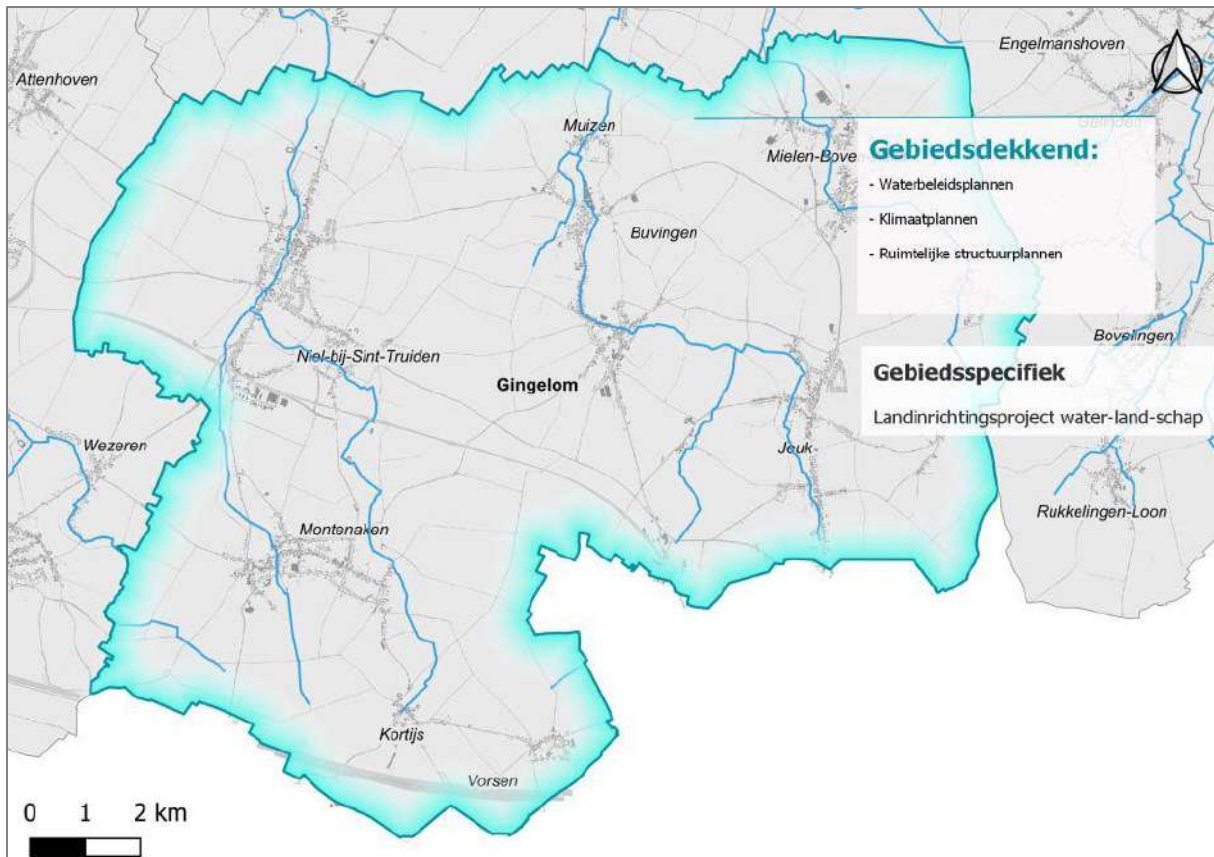 Engelmanshoven
Attenhoven
Muizen
Mielen-Bove
Gebiedsdekkend:
- Waterbeleidsplannen
- Klimaatplannen
- Ruimtelijke structuurplannen
Buvingen
Bovelingen
Niel-bij-Sint-Truiden
Gingelom
Gebiedsspecifiek
Landinrichtingsproject water-land-schap
Wezeren
Jeuk
Montenaken
Rukkelingen-Loon
Kortijs
Vorsen
0 1 2 km